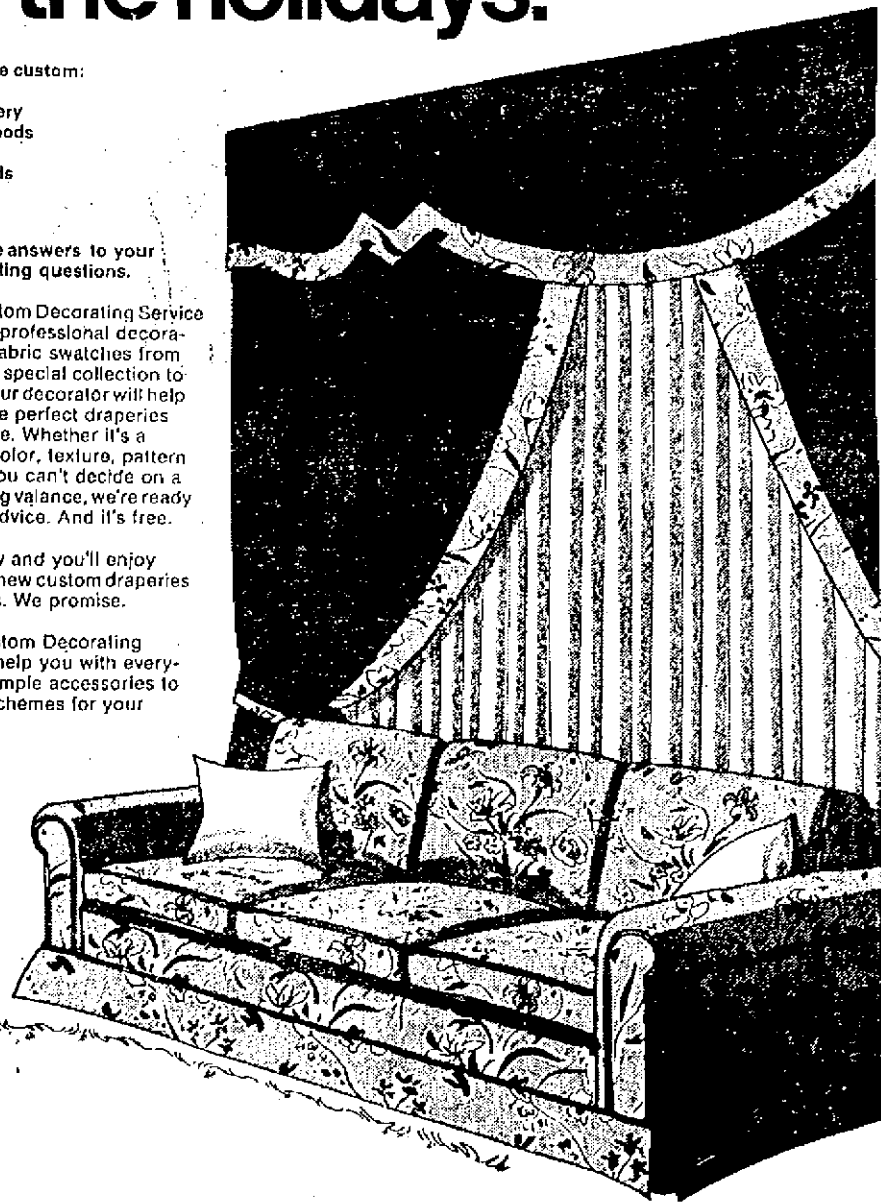 the holidays.
e custom:
ery
oods
ls
e answers to your
ting questions.
tom Decorating Service
professional decora-
abric swatches from
special collection to
ur decorator will help
e perfect draperies
e. Whether it's a
olor, texture, pattern
ou can't decide on a
g valance, we're ready
dvice. And it's free.
w and you'll enjoy
new custom draperies
s. We promise.
stom Decorating
help you with every-
mple accessories to
chemes for your